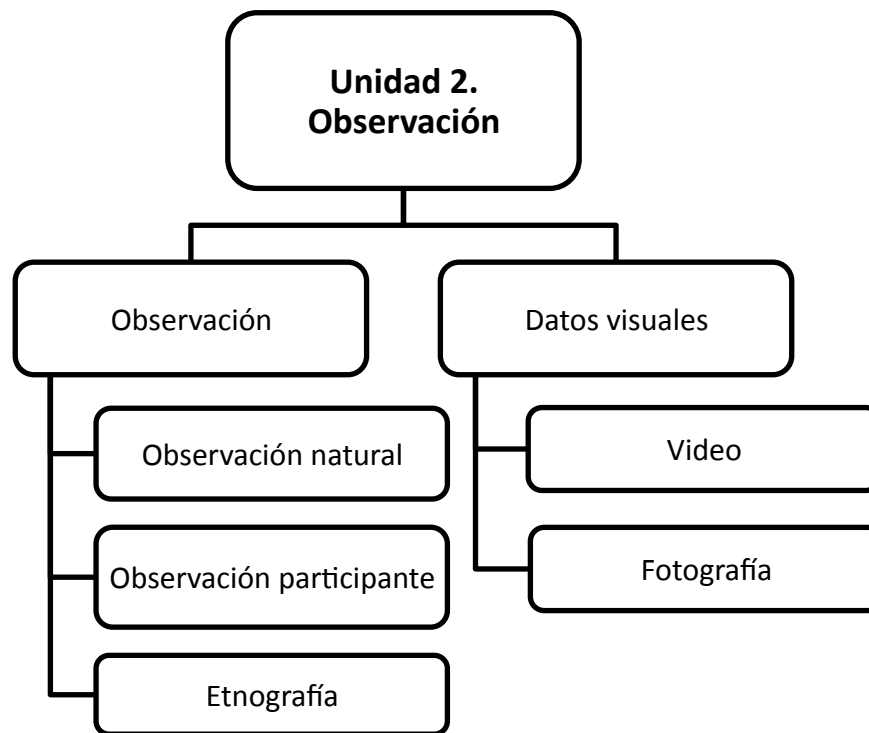 Unidad 2.
Observación
Observación
Datos visuales
Observación natural
Video
Observación participante
Fotografía
Etnografía